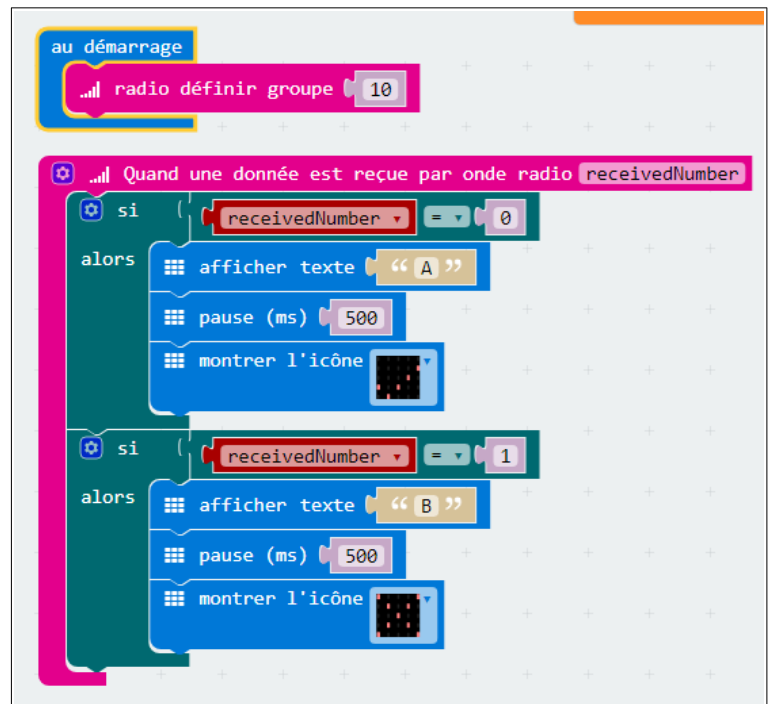 au démarrage
radio définir groupe 10
Quand une donnée est reçue par onde radio receivedNumber
si receivedNumber = 0
alors afficher texte “ A ”
pause (ms) 500
montrer l'icône
si receivedNumber = 1
alors afficher texte “ B ”
pause (ms) 500
montrer l'icône